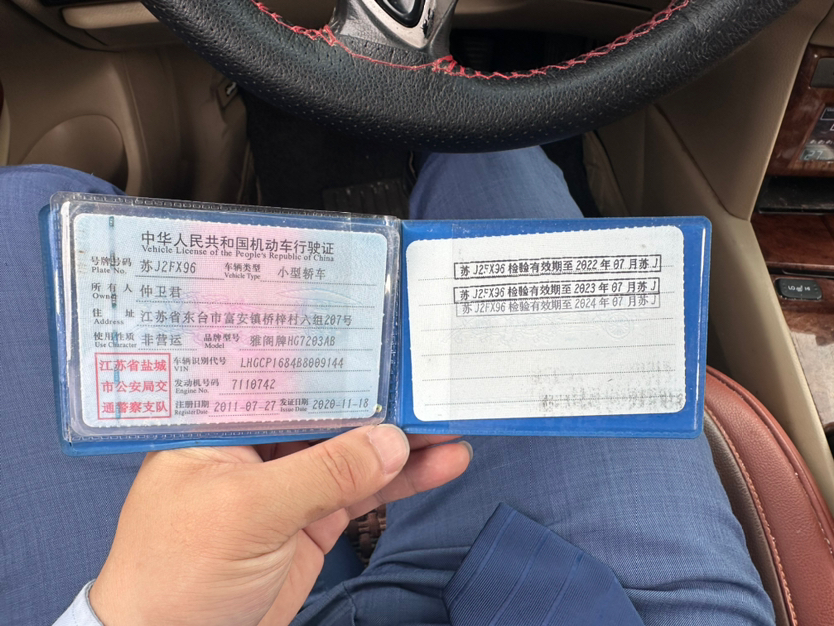 中华人民共和国机动车行驶证
Vehicle License of the People's Republic of China
号牌号码 苏J2FX96 车辆类型 小型轿车
Plate No. Vehicle Type
所有人 仲卫君
Owner
住址 江苏省东台市富安镇桥梓村六组207号
Address
使用性质 非营运 品牌型号 雅阁牌HG7203AB
Use Character Model
江苏省盐城
市公安局交
通警察支队
车辆识别代号 LHGCP1684B8009144
VIN
发动机号码 7110742
Engine No.
注册日期 2011-07-27 发证日期 2020-11-18
Register Date Issue Date
苏J2FX96 检验有效期至 2022年07月苏J
苏J2FX96 检验有效期至 2023年07月苏J
苏J2FX96 检验有效期至 2024年07月苏J